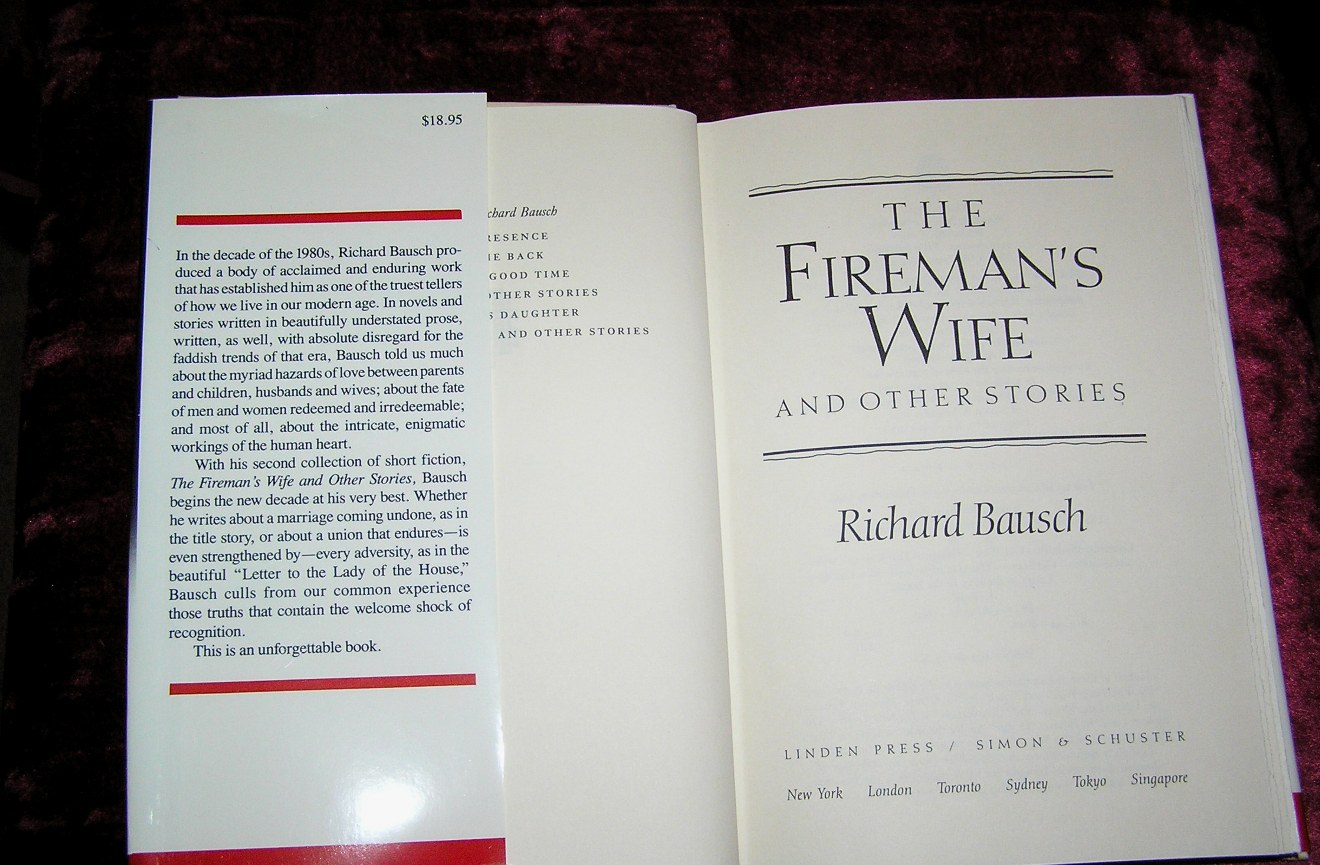 $18.95
In the decade of the 1980s, Richard Bausch pro-
duced a body of acclaimed and enduring work
that has established him as one of the truest tellers
of how we live in our modern age. In novels and
stories written in beautifully understated prose,
written, as well, with absolute disregard for the
faddish trends of that era, Bausch told us much
about the myriad hazards of love between parents
and children, husbands and wives; about the fate
of men and women redeemed and irredeemable;
and most of all, about the intricate, enigmatic
workings of the human heart.
With his second collection of short fiction,
The Fireman's Wife and Other Stories, Bausch
begins the new decade at his very best. Whether
he writes about a marriage coming undone, as in
the title story, or about a union that endures—is
even strengthened by—every adversity, as in the
beautiful “Letter to the Lady of the House,”
Bausch culls from our common experience
those truths that contain the welcome shock of
recognition.
This is an unforgettable book.
chard Bausch
RESENCE
BACK
GOOD TIME
OTHER STORIES
S DAUGHTER
AND OTHER STORIES
THE
FIREMAN'S
WIFE
AND OTHER STORIES
Richard Bausch
LINDEN PRESS / SIMON & SCHUSTER
New York London Toronto Sydney Tokyo Singapore